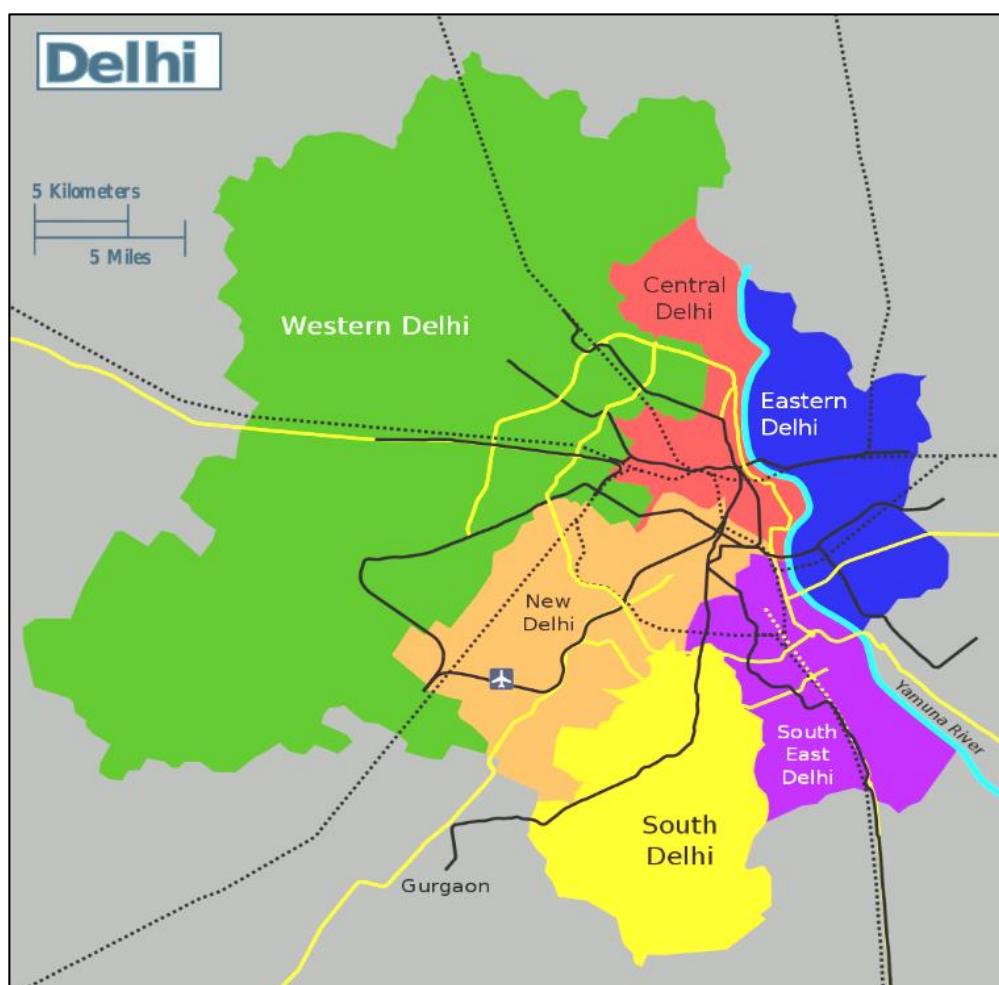 Delhi
5 Kilometers
5 Miles
Central
Delhi
Western Delhi
Eastern
Delhi
New
Delhi
Yamuna River
South
East
Delhi
South
Delhi
Gurgaon